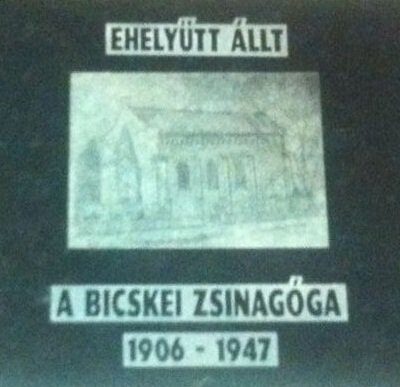 EHELYÜTT ÁLLT
A BICSKEI ZSINAGÓGA
1906 - 1947